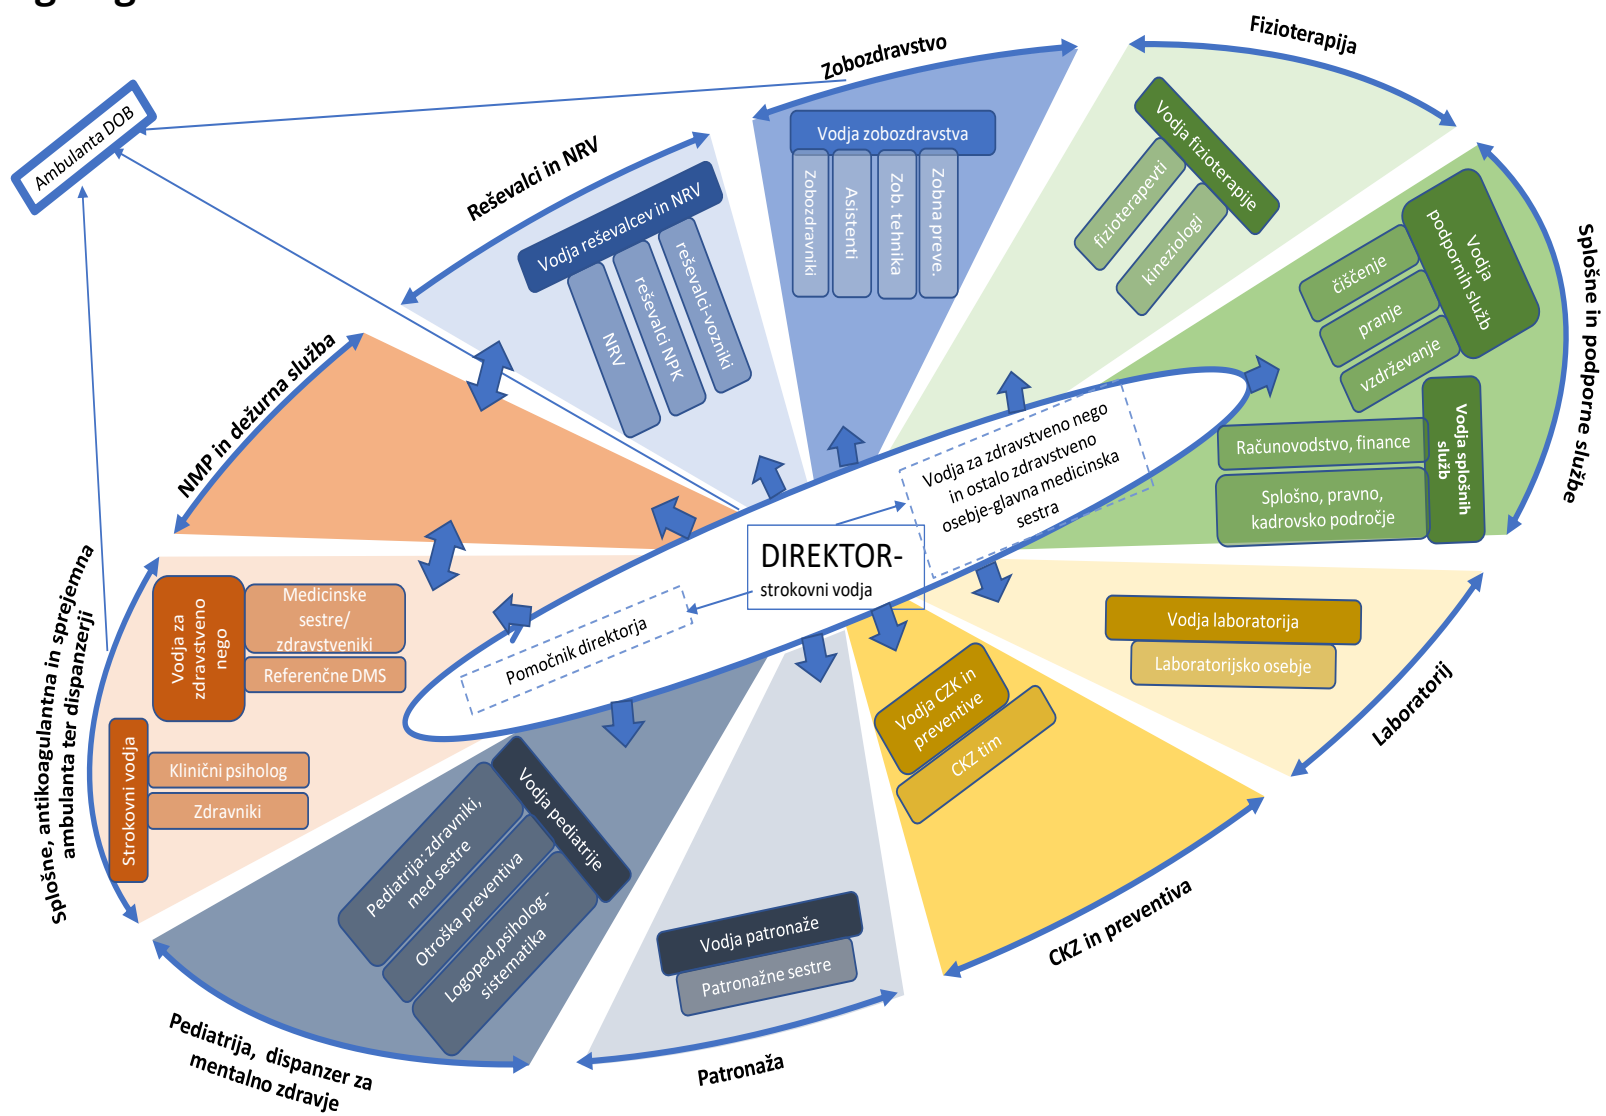 Ambulanta DOB
Zobozdravstvo
Vodja zobozdravstva
Zobozdravniki
Asistenti
Zob. tehnika
Zobna preve.
Fizioterapija
Vodja fizioterapije
fizioterapevti
kineziologi
Splošne in podporne službe
Vodja
podpornih služb
čiščenje
pranje
vzdrževanje
Vodja splošnih
služb
Računovodstvo, finance
Splošno, pravno,
kadrovsko področje
Reševalci in NRV
Vodja reševalcev in NRV
NRV
reševalci NPK
reševalci-vozniki
NMP in dežurna služba
Vodja za zdravstveno nego
in ostalo zdravstveno
osebje-glavna medicinska
sestra
DIREKTOR-
strokovni vodja
Pomočnik direktorja
Splošne, antikoagulantna in sprejemna
ambulanta ter dispanzerji
Vodja za
zdravstveno
nego
Medicinske
sestre/
zdravstveniki
Referenčne DMS
Strokovni vodja
Klinični psiholog
Zdravniki
Laboratorij
Vodja laboratorija
Laboratorijsko osebje
CKZ in preventiva
Vodja CZK in
preventive
CKZ tim
Pediatrija, dispanzer za
mentalno zdravje
Vodja pediatrije
Pediatrija: zdravniki,
med sestre
Otroška preventiva
Logoped,psiholog -
sistematika
Patronaža
Vodja patronaže
Patronažne sestre